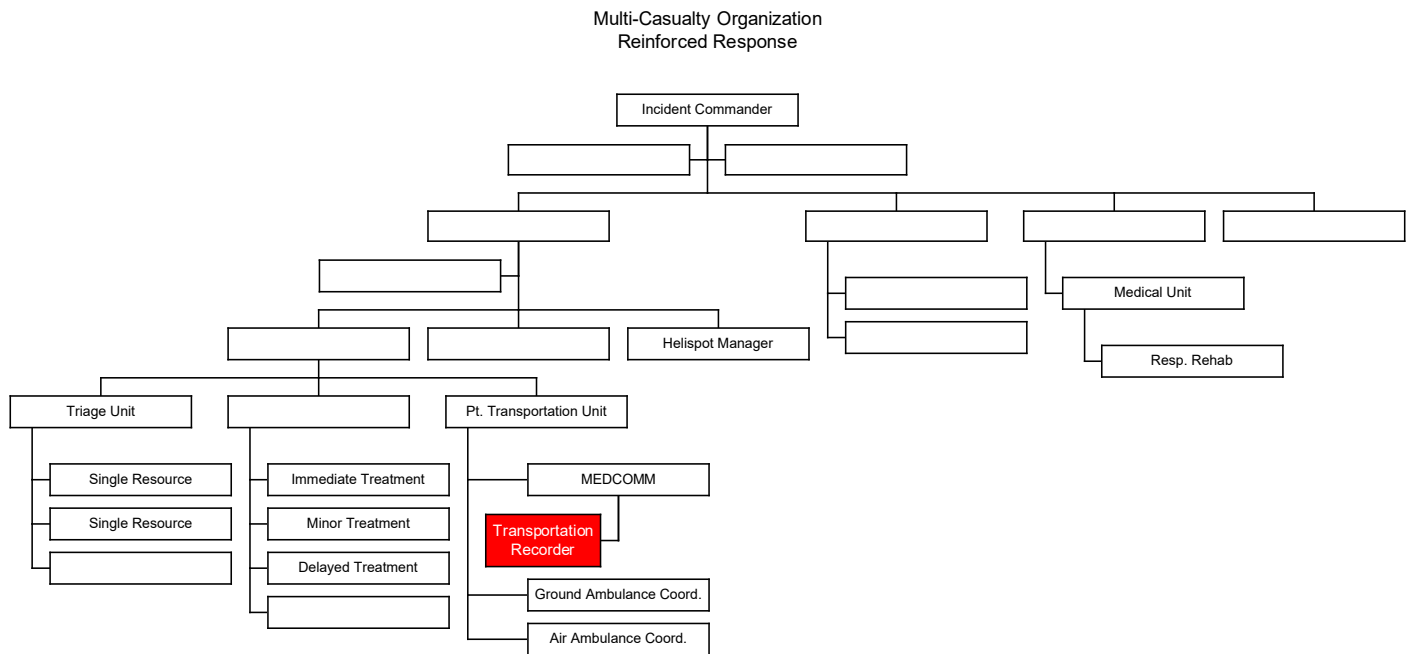 Multi-Casualty Organization
Reinforced Response
Incident Commander
Medical Unit
Helispot Manager
Resp. Rehab
Triage Unit
Pt. Transportation Unit
Single Resource
Immediate Treatment
MEDCOMM
Single Resource
Minor Treatment
Transportation
Recorder
Delayed Treatment
Ground Ambulance Coord.
Air Ambulance Coord.